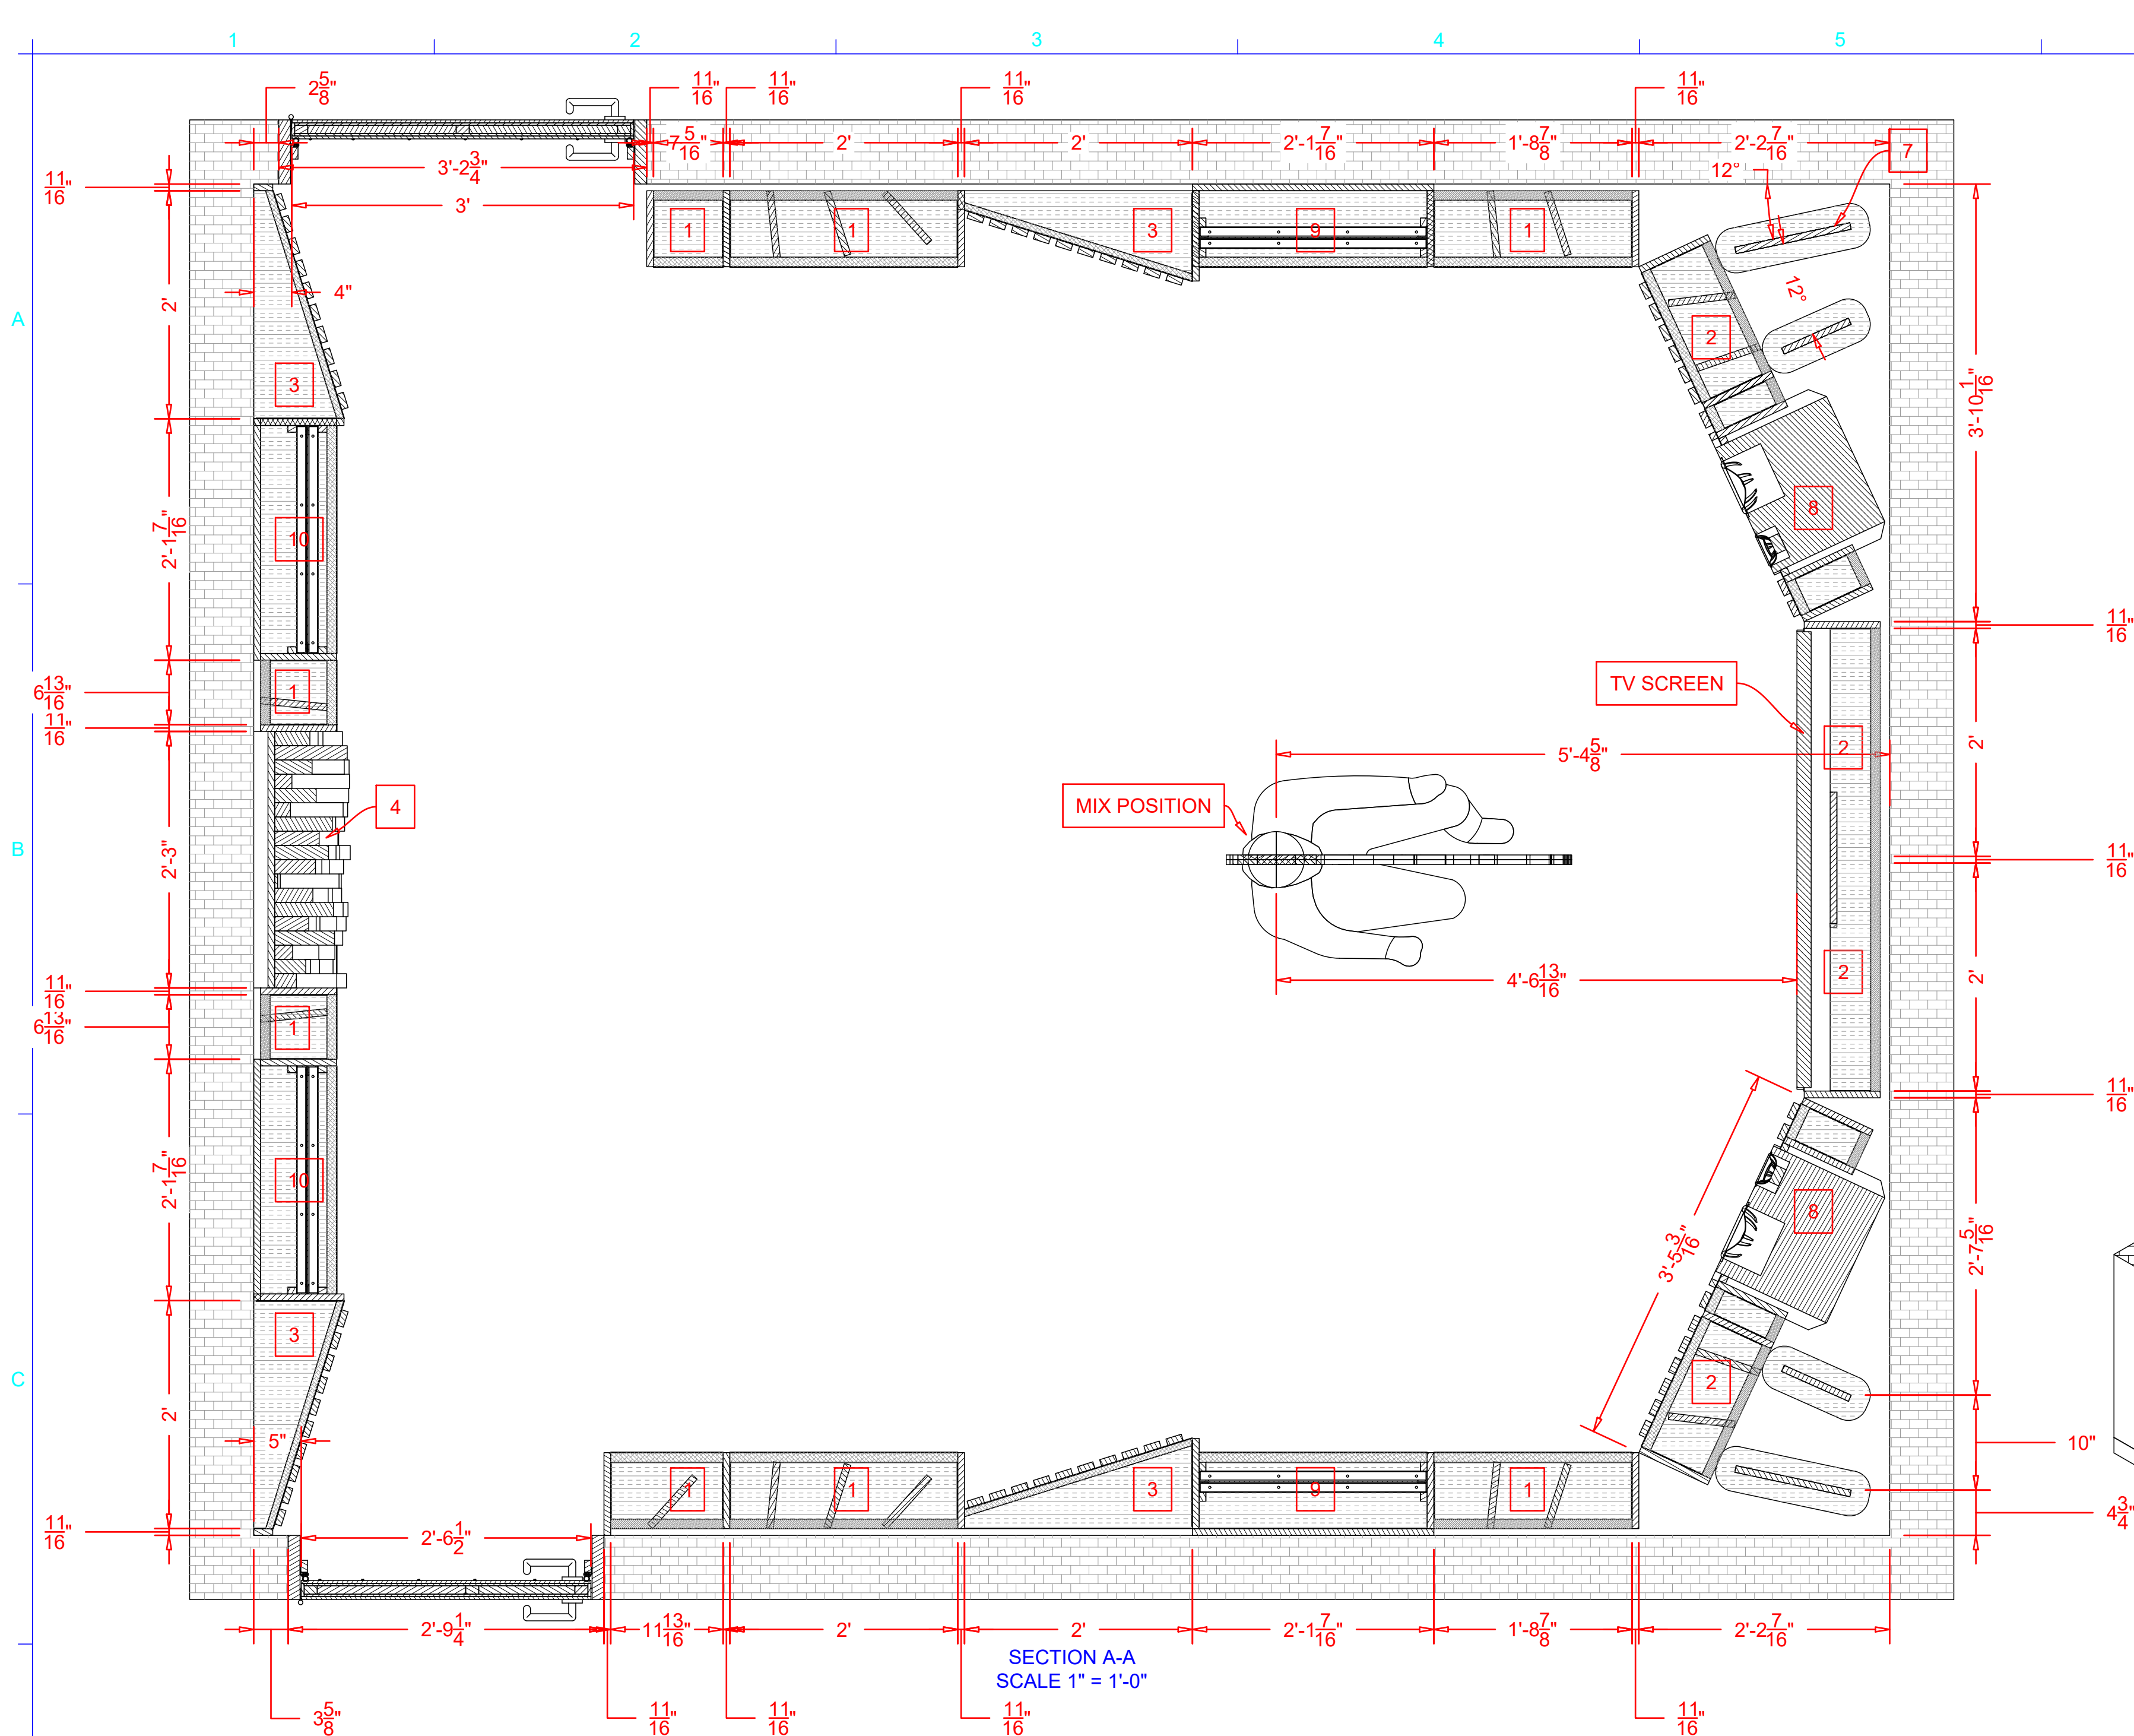 1 2 3 4 5
2 5/8" 11/16" 11/16" 11/16" 11/16"
7 5/16" 2' 2' 2'-1 7/16" 1'-8 7/8" 2'-2 7/16" 7
3'-2 3/4" 12°
11/16"
3'
1 1 3 9 1
4" 12°
2'
A
2
3
3'-10 1/16"
8
2'-1 7/16" 10
11/16"
6 13/16" 1 TV SCREEN
11/16"
2 2'
5'-4 5/8"
MIX POSITION
4
B 2'-3"
11/16"
2 2'
4'-6 13/16"
11/16"
6 13/16" 1
11/16"
2'-1 7/16" 10
8
3'-5 3/16" 2'-7 5/16"
3
C
2
2'
5" 10"
1 1 3 9 1
4 3/4"
11/16"
2'-6 1/2"
2'-9 1/4" 11 13/16" 2' 2' 2'-1 7/16" 1'-8 7/8" 2'-2 7/16"
SECTION A-A
SCALE 1" = 1'-0"
3 5/8" 11/16" 11/16" 11/16" 11/16"